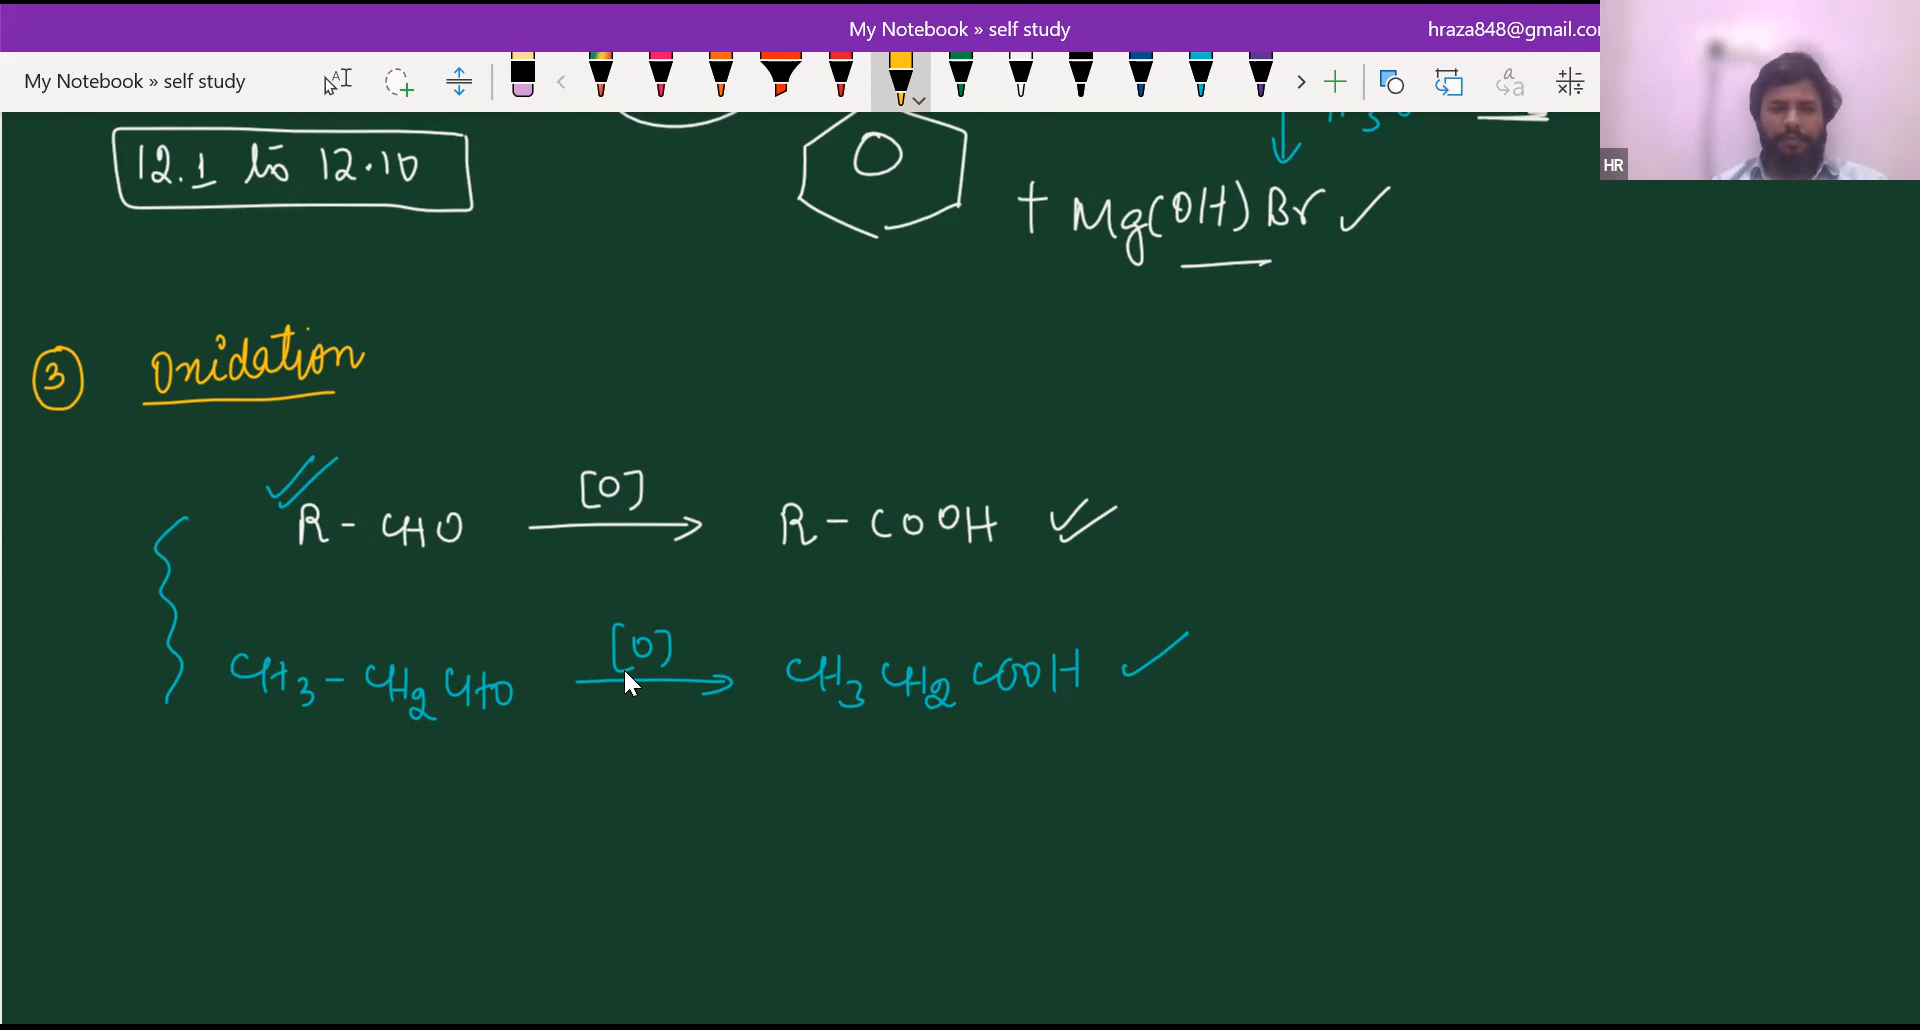 My Notebook » self study
hraza848@gmail.co
My Notebook » self study
HR
12.1 to 12.10
+ Mg(OH)Br ✓
③ Oxidation
R - CHO [O] → R - COOH ✓
CH3 - CH2 CHO [O] → CH3 CH2 COOH ✓